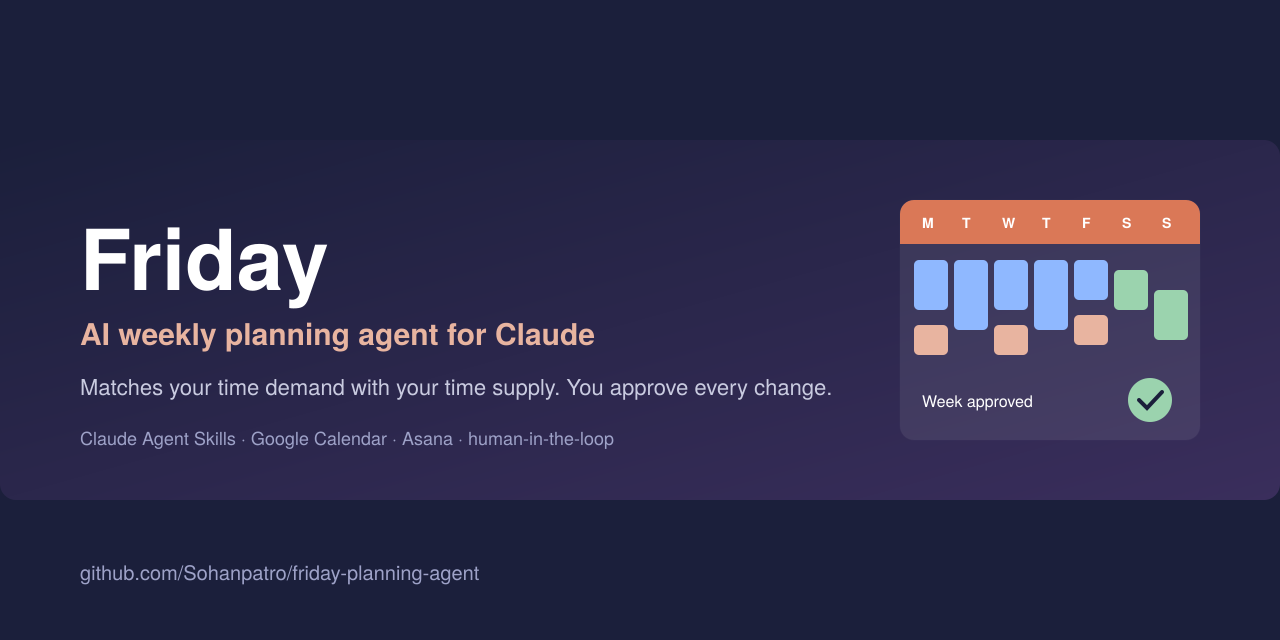 Friday
AI weekly planning agent for Claude
Matches your time demand with your time supply. You approve every change.
Claude Agent Skills · Google Calendar · Asana · human-in-the-loop
M T W T F S S
Week approved
github.com/Sohanpatro/friday-planning-agent